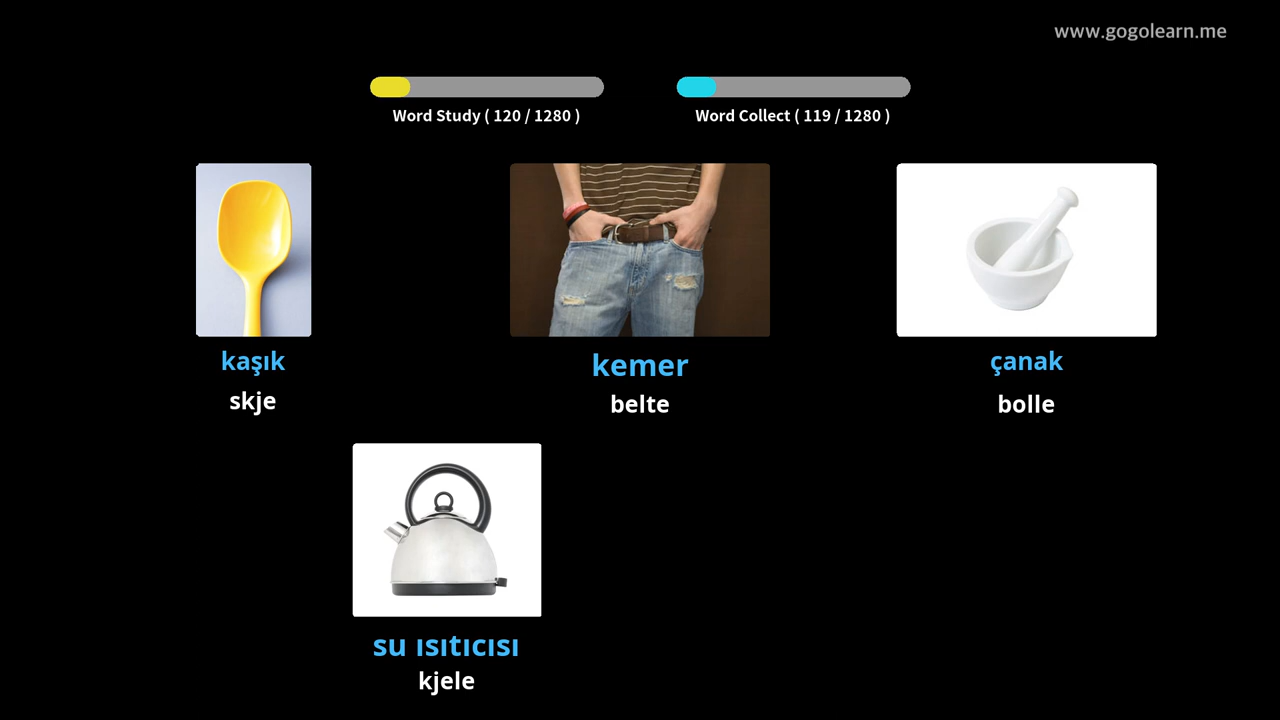 www.gogolearn.me
Word Study ( 120 / 1280 )
Word Collect ( 119 / 1280 )
kaşık
skje
kemer
belte
çanak
bolle
su ısıtıcısı
kjele